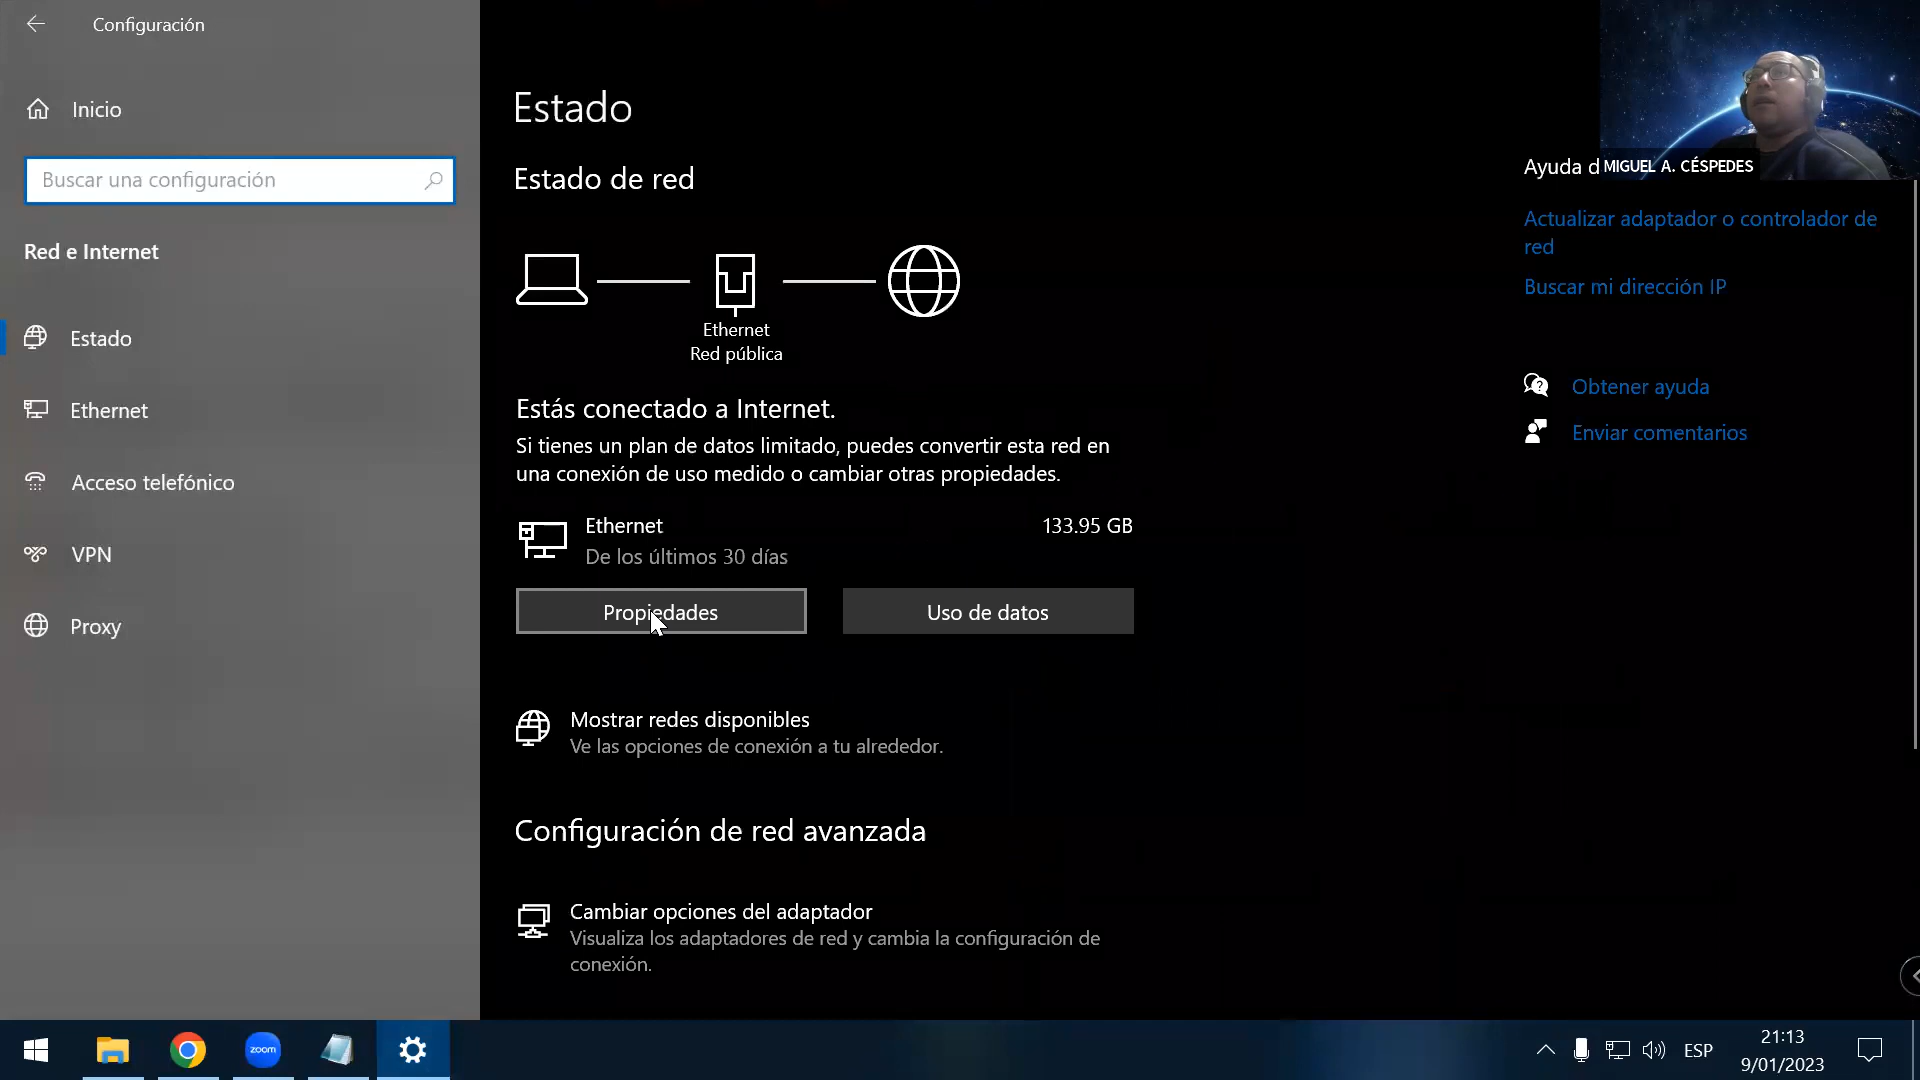 Configuración
Inicio
Buscar una configuración
Red e Internet
Estado
Ethernet
Acceso telefónico
VPN
Proxy
Estado
Estado de red
Ethernet
Red pública
Estás conectado a Internet.
Si tienes un plan de datos limitado, puedes convertir esta red en
una conexión de uso medido o cambiar otras propiedades.
Ethernet
133.95 GB
De los últimos 30 días
Propiedades
Uso de datos
Mostrar redes disponibles
Ve las opciones de conexión a tu alrededor.
Configuración de red avanzada
Cambiar opciones del adaptador
Visualiza los adaptadores de red y cambia la configuración de
conexión.
Ayuda d
MIGUEL A. CÉSPEDES
Actualizar adaptador o controlador de
red
Buscar mi dirección IP
Obtener ayuda
Enviar comentarios
zoom
ESP
21:13
9/01/2023